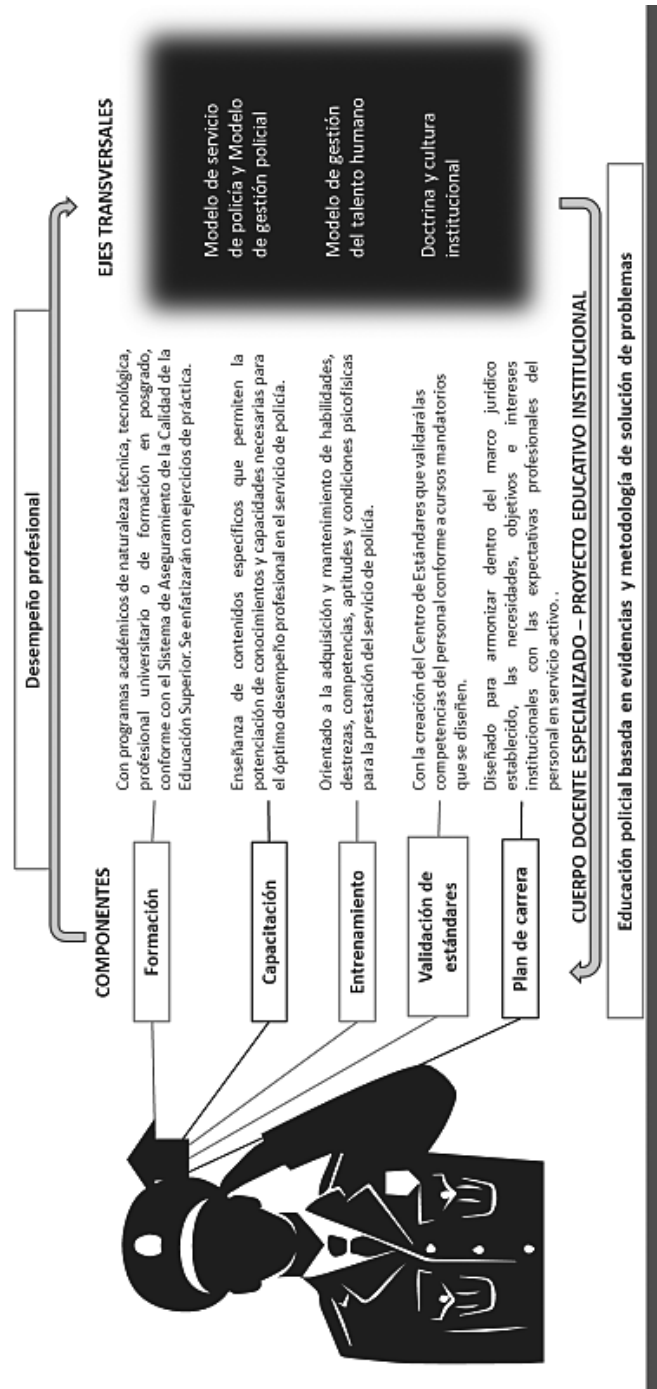 Desempeño profesional
COMPONENTES
EJES TRANSVERSALES
Formación
Con programas académicos de naturaleza técnica, tecnológica,
profesional universitario o de formación en posgrado,
conforme con el Sistema de Aseguramiento de la Calidad de la
Educación Superior. Se enfatizarán con ejercicios de práctica.
Capacitación
Enseñanza de contenidos específicos que permiten la
potenciación de conocimientos y capacidades necesarias para
el óptimo desempeño profesional en el servicio de policía.
Entrenamiento
Orientado a la adquisición y mantenimiento de habilidades,
destrezas, competencias, aptitudes y condiciones psicofísicas
para la prestación del servicio de policía.
Validación de
estándares
Con la creación del Centro de Estándares que validará las
competencias del personal conforme a cursos mandatorios
que se diseñen.
Plan de carrera
Diseñado para armonizar dentro del marco jurídico
establecido, las necesidades, objetivos e intereses
institucionales con las expectativas profesionales del
personal en servicio activo. .
Modelo de servicio
de policía y Modelo
de gestión policial
Modelo de gestión
del talento humano
Doctrina y cultura
institucional
CUERPO DOCENTE ESPECIALIZADO – PROYECTO EDUCATIVO INSTITUCIONAL
Educación policial basada en evidencias y metodología de solución de problemas